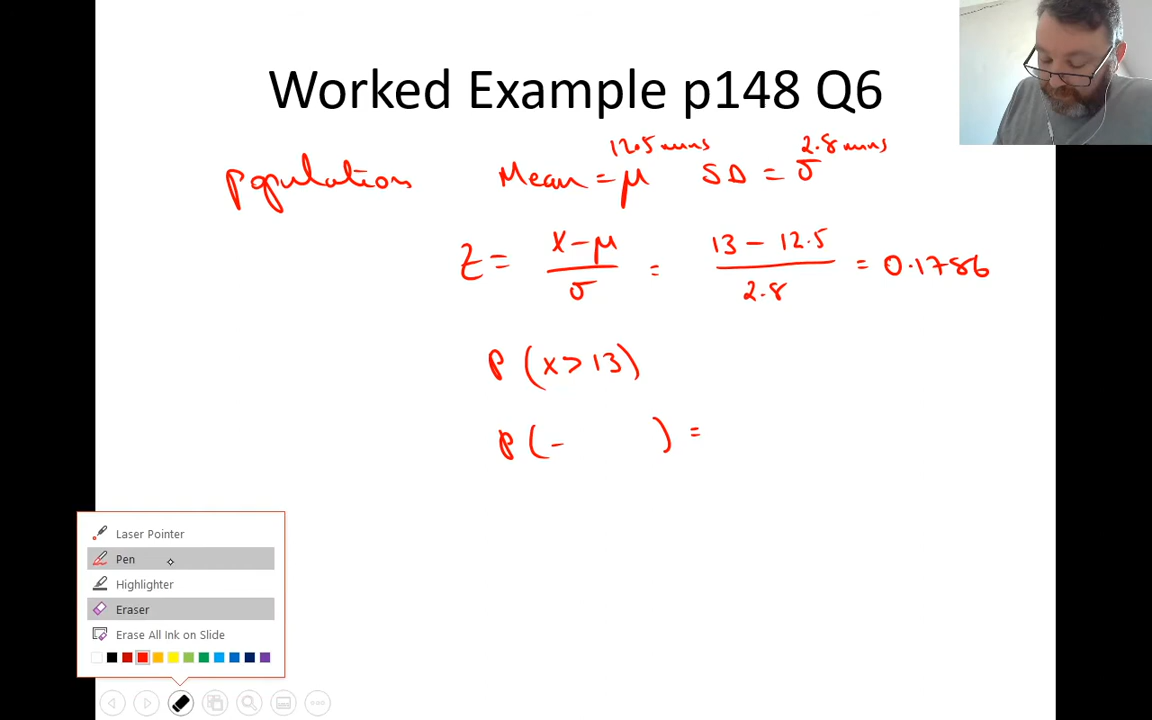 Worked Example p148 Q6
12.5 mins 2.8 mins
population Mean = μ SD = σ
Z = x - μ / σ = 13 - 12.5 / 2.8 = 0.1786
P (x > 13)
P ( - ) =
Laser Pointer
Pen
Highlighter
Eraser
Erase All Ink on Slide